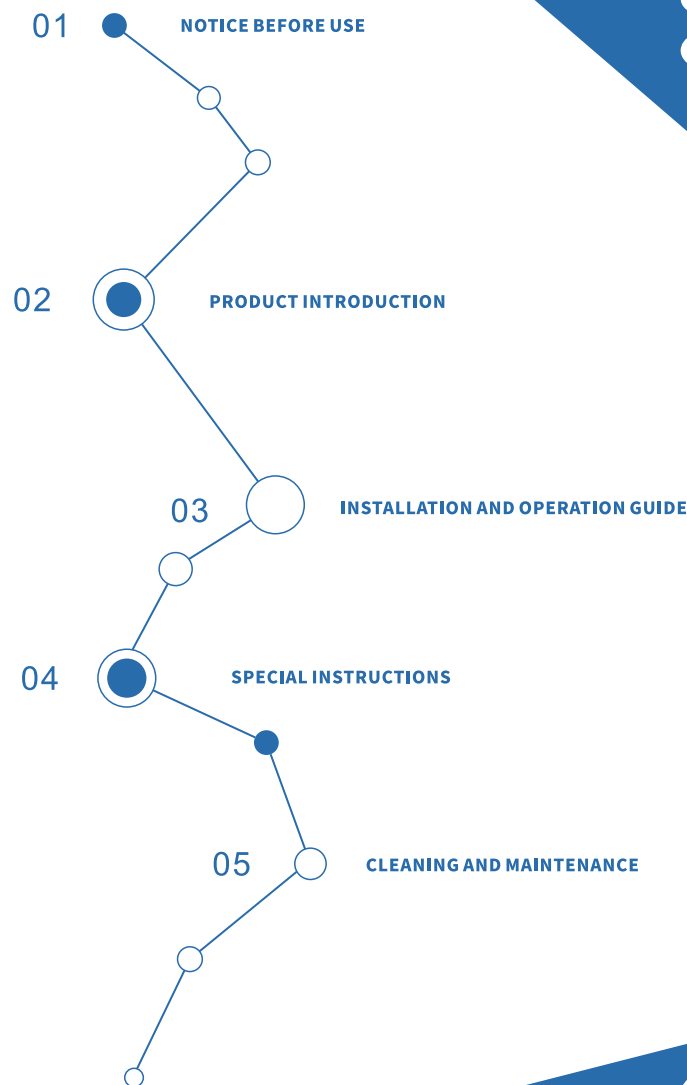 01 NOTICE BEFORE USE
02 PRODUCT INTRODUCTION
03 INSTALLATION AND OPERATION GUIDE
04 SPECIAL INSTRUCTIONS
05 CLEANING AND MAINTENANCE